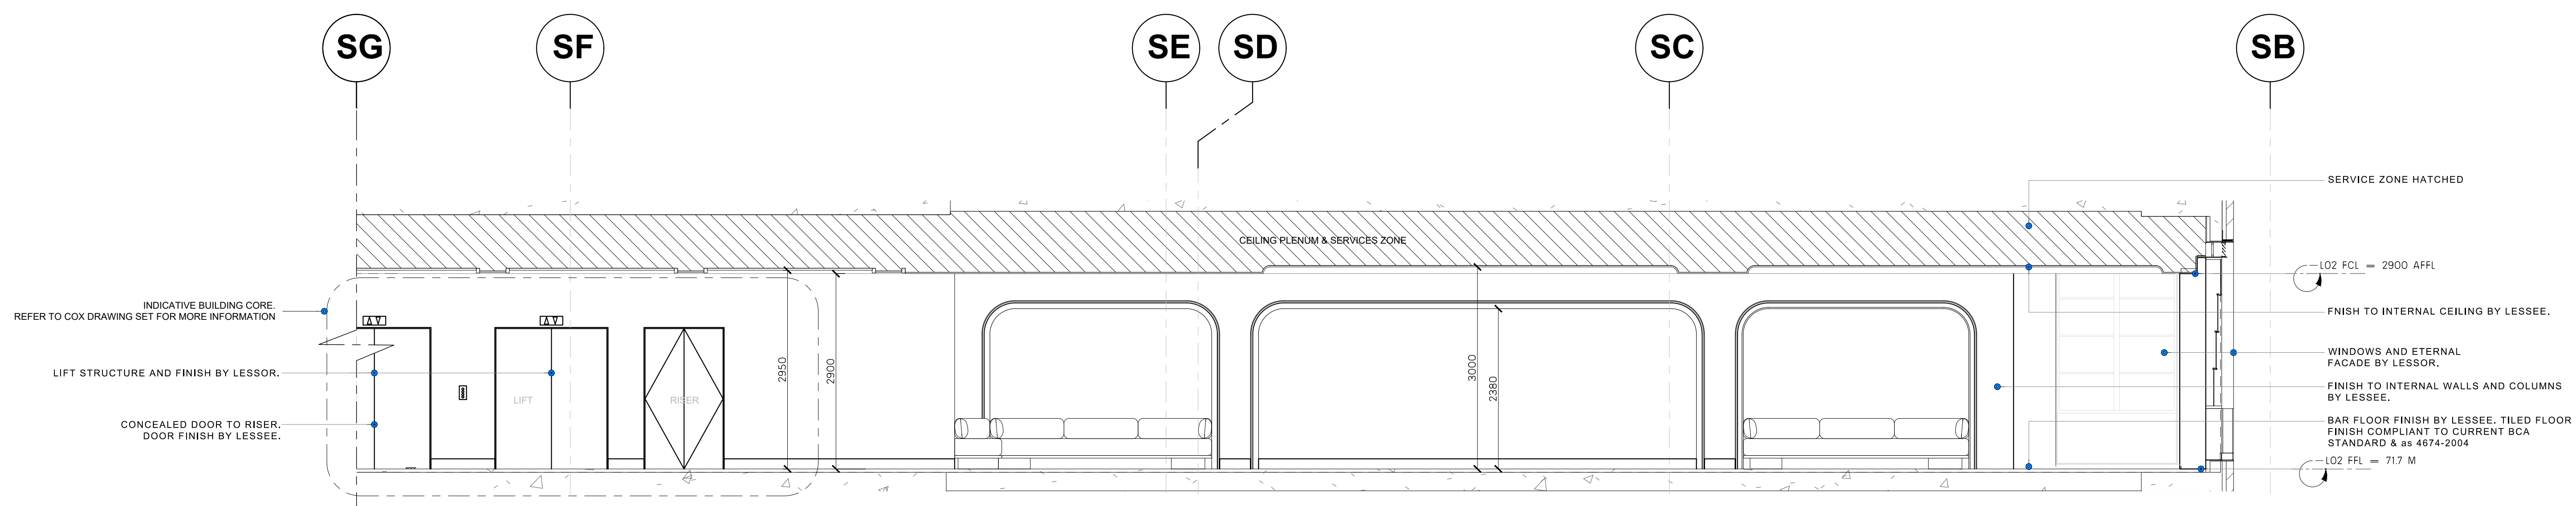 SG
SF
SE
SD
SC
SB
SERVICE ZONE HATCHED
CEILING PLENUM & SERVICES ZONE
L02 FCL = 2900 AFFL
INDICATIVE BUILDING CORE.
REFER TO COX DRAWING SET FOR MORE INFORMATION
FNISH TO INTERNAL CEILING BY LESSEE.
WINDOWS AND ETERNAL
FACADE BY LESSOR.
LIFT STRUCTURE AND FINISH BY LESSOR.
2950
2900
3000
2380
FINISH TO INTERNAL WALLS AND COLUMNS
BY LESSEE.
LIFT
RISER
CONCEALED DOOR TO RISER.
DOOR FINISH BY LESSEE.
BAR FLOOR FINISH BY LESSEE. TILED FLOOR
FINISH COMPLIANT TO CURRENT BCA
STANDARD & as 4674-2004
L02 FFL = 71.7 M